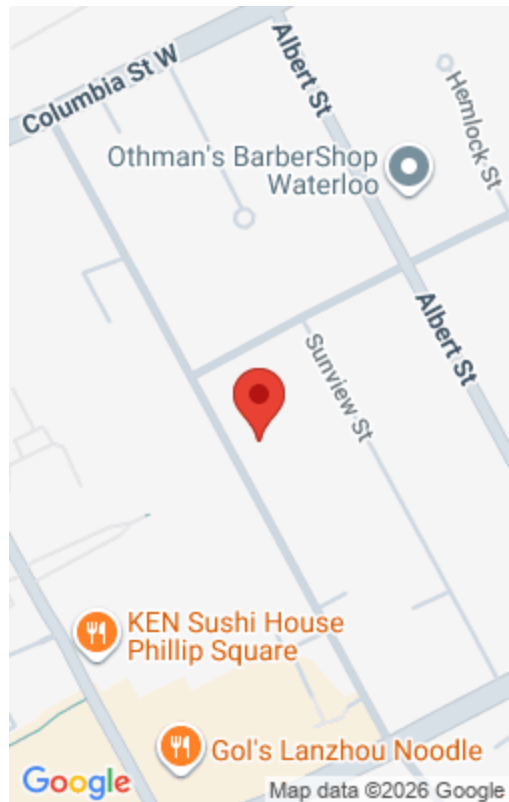 Columbia St W
Albert St
Hemlock St
Othman's BarberShop
Waterloo
Albert St
Sunview St
KEN Sushi House
Phillip Square
Gol's Lanzhou Noodle
Google
Map data ©2026 Google